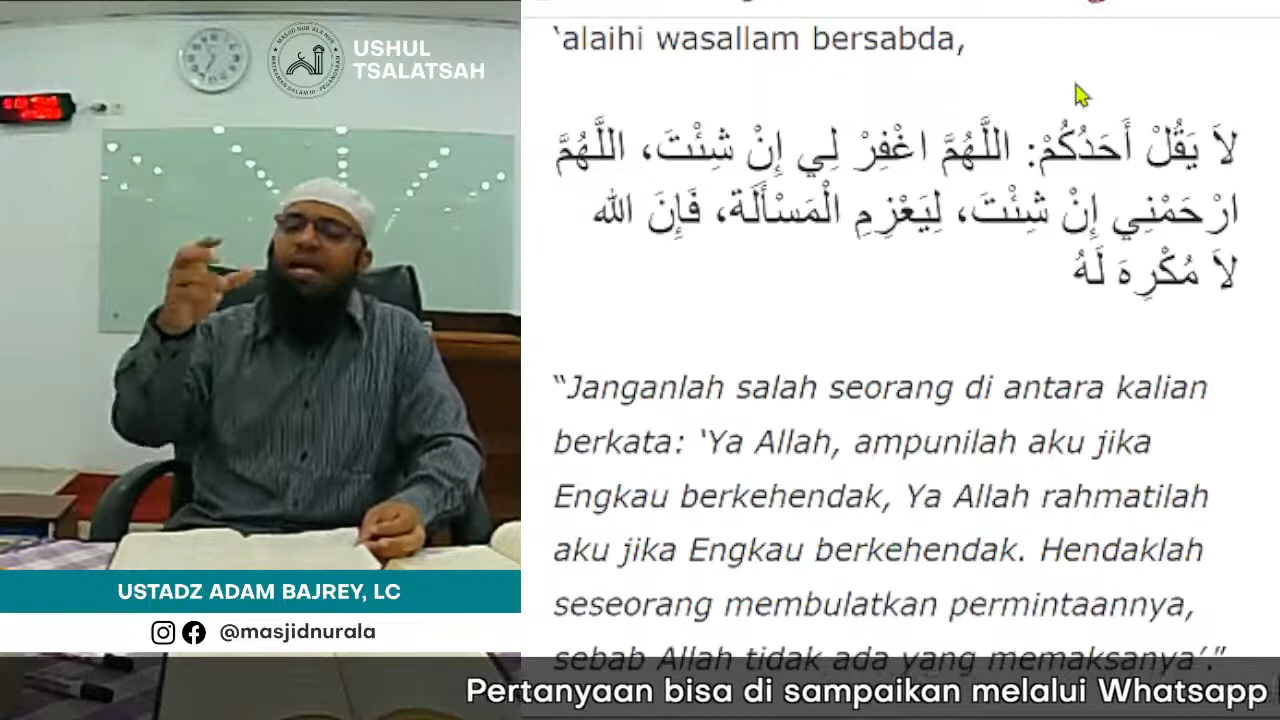 USHUL
TSALATSAH
‘alaihi wasallam bersabda,
لاَ يَقُلْ أَحَدُكُمْ: اللَّهُمَّ اغْفِرْ لِي إِنْ شِئْتَ، اللَّهُمَّ
ارْحَمْنِي إِنْ شِئْتَ، لِيَعْزِمِ الْمَسْأَلَة، فَإِنَ الله
لاَ مُكْرِهَ لَهُ
“Janganlah salah seorang di antara kalian
berkata: ‘Ya Allah, ampunilah aku jika
Engkau berkehendak, Ya Allah rahmatilah
aku jika Engkau berkehendak. Hendaklah
seseorang membulatkan permintaannya,
sebab Allah tidak ada yang memaksanya’.”
USTADZ ADAM BAJREY, LC
@masjidnurala
Pertanyaan bisa di sampaikan melalui Whatsapp